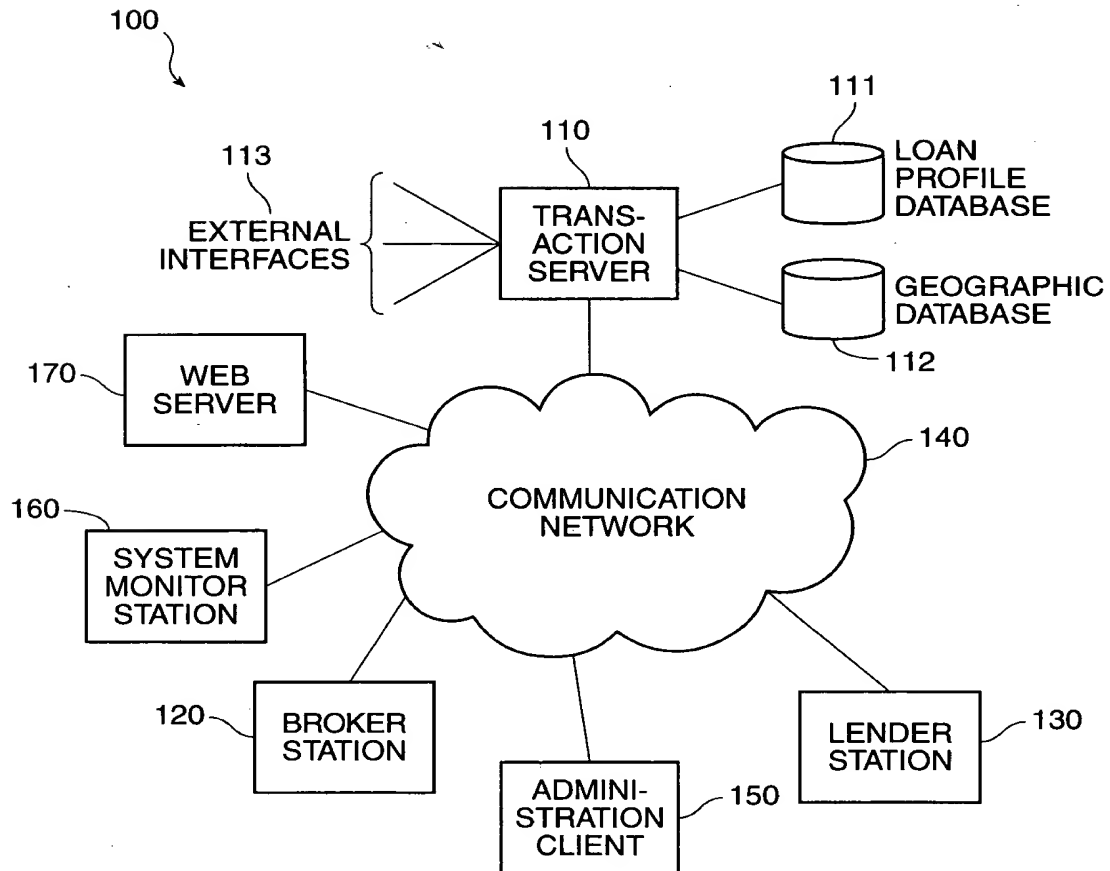 100
111
110
113
LOAN
PROFILE
DATABASE
TRANS-
ACTION
SERVER
EXTERNAL
INTERFACES
GEOGRAPHIC
DATABASE
112
170
WEB
SERVER
140
COMMUNICATION
NETWORK
160
SYSTEM
MONITOR
STATION
120
BROKER
STATION
LENDER
STATION
130
ADMINI-
STRATION
CLIENT
150